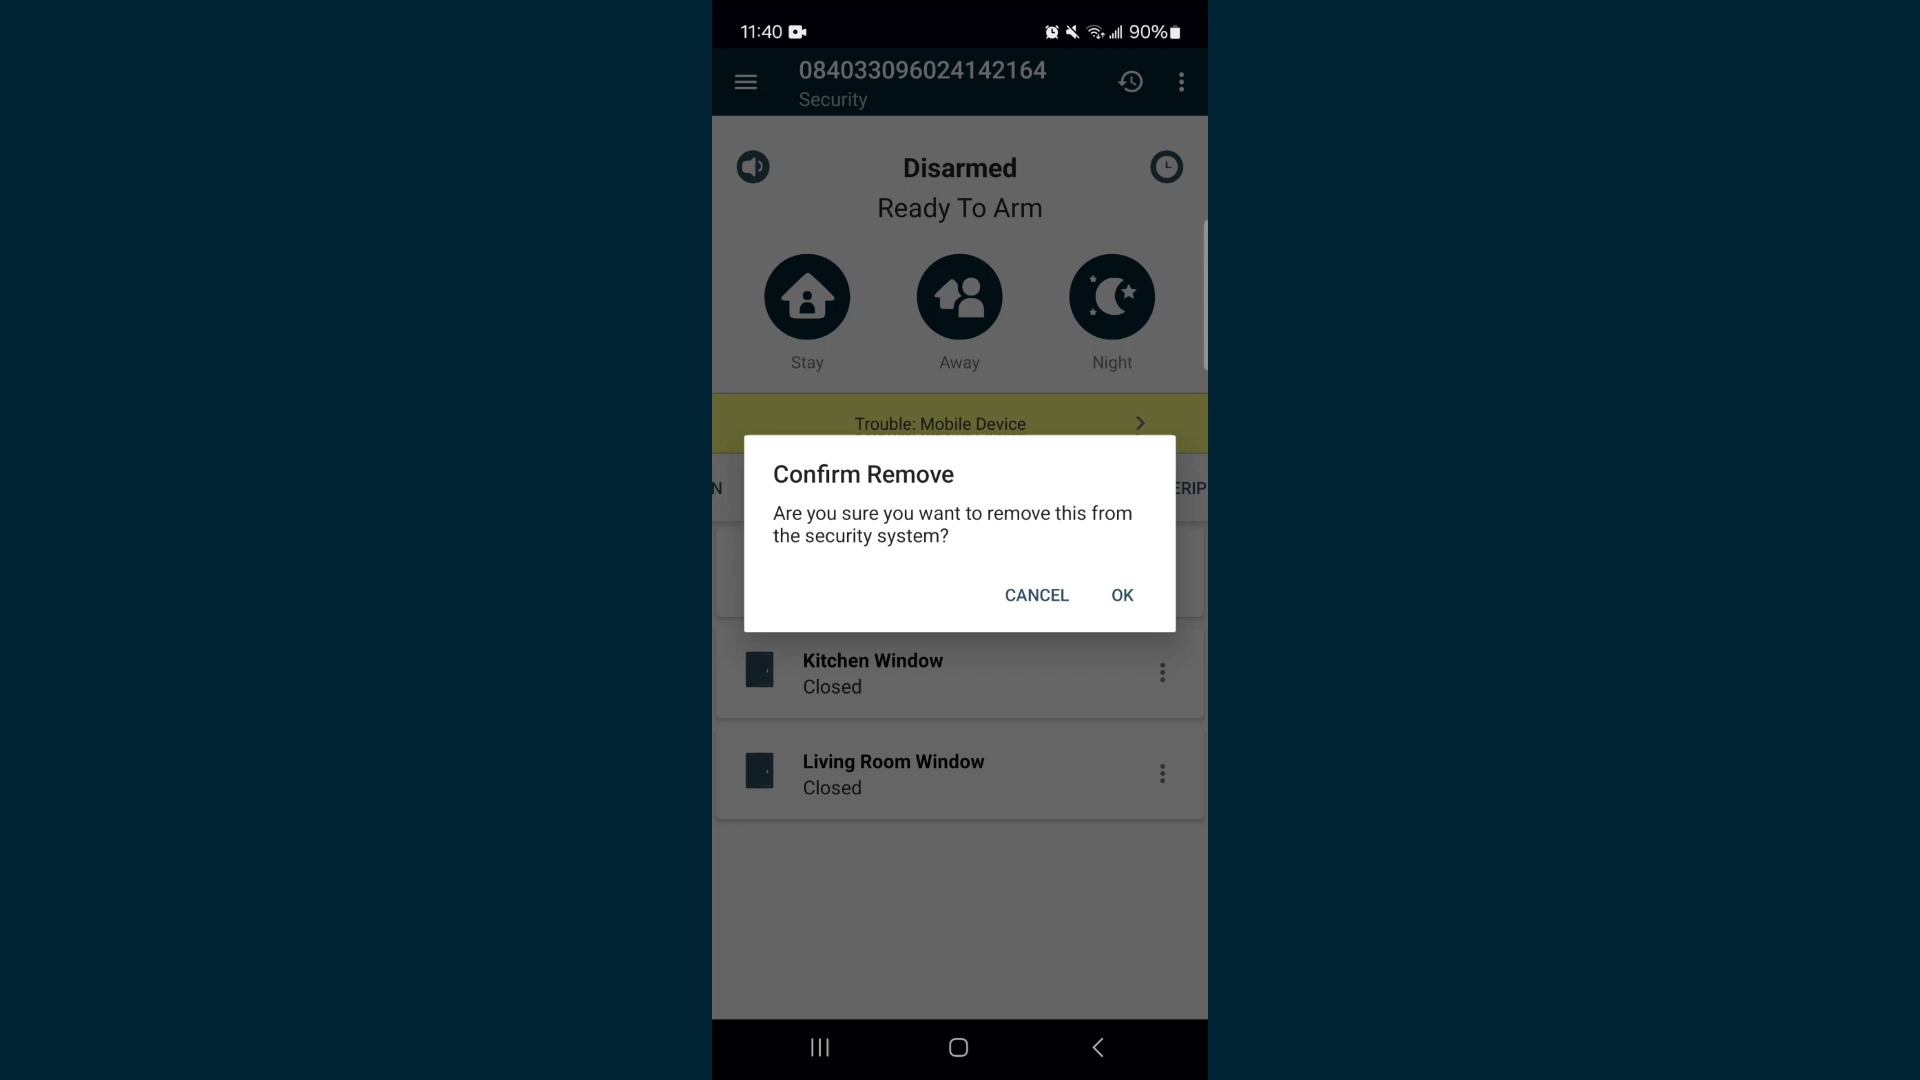 11:40 90%
084033096024142164
Security
Disarmed
Ready To Arm
Stay Away Night
Trouble: Mobile Device
N ERIP
Confirm Remove
Are you sure you want to remove this from
the security system?
CANCEL OK
Kitchen Window
Closed
Living Room Window
Closed